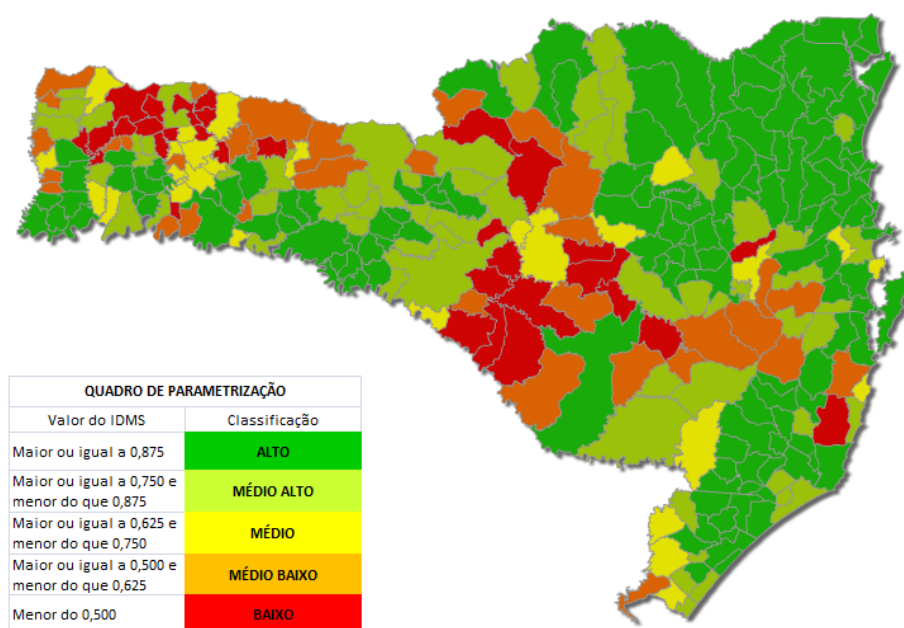 QUADRO DE PARAMETRIZAÇÃO
Valor do IDMS Classificação
Maior ou igual a 0,875 ALTO
Maior ou igual a 0,750 e
menor do que 0,875
MÉDIO ALTO
Maior ou igual a 0,625 e
menor do que 0,750
MÉDIO
Maior ou igual a 0,500 e
menor do que 0,625
MÉDIO BAIXO
Menor do 0,500 BAIXO